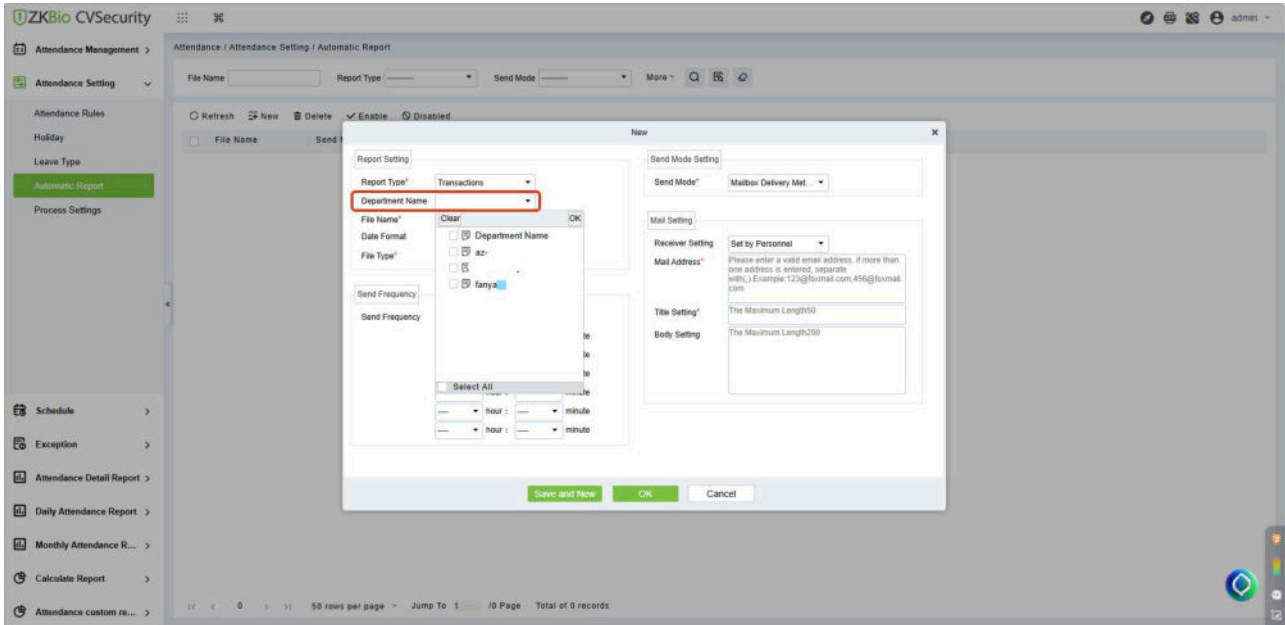 ZKBio CVSecurity
admin
Attendance Management
Attendance / Attendance Setting / Automatic Report
Attendance Setting
File Name
Report Type
Send Mode
More
Attendance Rules
Refresh New Delete Enable Disabled
Holiday
File Name
Send
New
Leave Type
Report Setting
Send Mode Setting
Automatic Report
Report Type* Transactions
Send Mode* Mailbox Delivery Met...
Process Settings
Department Name
File Name*
Clear OK
Mail Setting
Date Format
Department Name
Receiver Setting Set by Personnel
File Type*
az-
Mail Address* Please enter a valid email address. if more than
one address is entered, separate
with(,).Example:123@foxmail.com,456@foxmail.
com
fanya
Send Frequency
Send Frequency
Title Setting* The Maximum Length50
Body Setting The Maximum Length200
Select All
Schedule
hour : minute
hour : minute
Exception
Attendance Detail Report
Save and New OK Cancel
Daily Attendance Report
Monthly Attendance R...
Calculate Report
Attendance custom re...
0 50 rows per page Jump To 1 /0 Page Total of 0 records